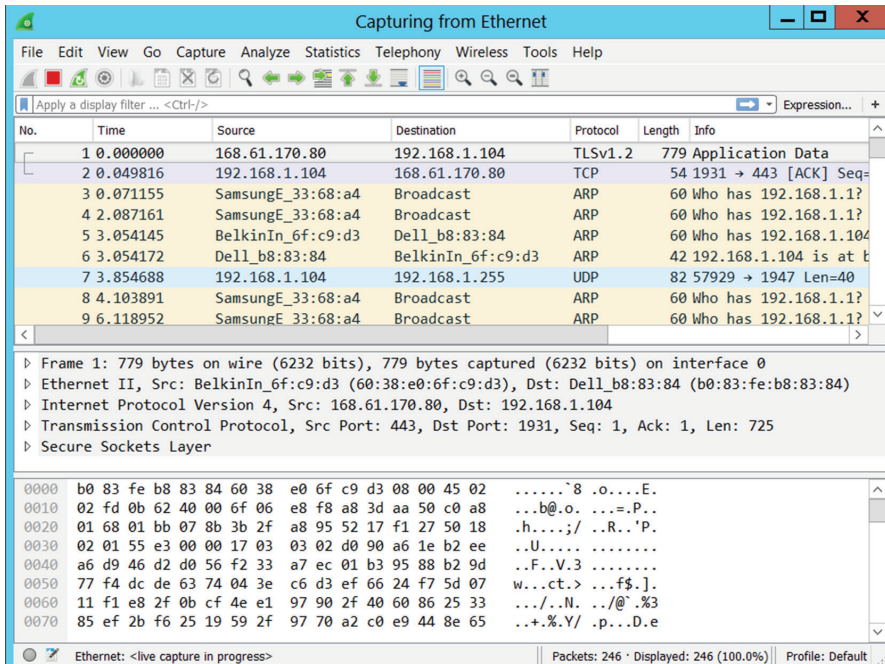 Capturing from Ethernet
File Edit View Go Capture Analyze Statistics Telephony Wireless Tools Help
Apply a display filter ... <Ctrl-/> Expression... +
No. Time Source Destination Protocol Length Info
1 0.000000 168.61.170.80 192.168.1.104 TLSv1.2 779 Application Data
2 0.049816 192.168.1.104 168.61.170.80 TCP 54 1931 → 443 [ACK] Seq=
3 0.071155 SamsungE_33:68:a4 Broadcast ARP 60 Who has 192.168.1.1?
4 2.087161 SamsungE_33:68:a4 Broadcast ARP 60 Who has 192.168.1.1?
5 3.054145 BelkinIn_6f:c9:d3 Dell_b8:83:84 ARP 60 Who has 192.168.1.104
6 3.054172 Dell_b8:83:84 BelkinIn_6f:c9:d3 ARP 42 192.168.1.104 is at b
7 3.854688 192.168.1.104 192.168.1.255 UDP 82 57929 → 1947 Len=40
8 4.103891 SamsungE_33:68:a4 Broadcast ARP 60 Who has 192.168.1.1?
9 6.118952 SamsungE_33:68:a4 Broadcast ARP 60 Who has 192.168.1.1?
Frame 1: 779 bytes on wire (6232 bits), 779 bytes captured (6232 bits) on interface 0
Ethernet II, Src: BelkinIn_6f:c9:d3 (60:38:e0:6f:c9:d3), Dst: Dell_b8:83:84 (b0:83:fe:b8:83:84)
Internet Protocol Version 4, Src: 168.61.170.80, Dst: 192.168.1.104
Transmission Control Protocol, Src Port: 443, Dst Port: 1931, Seq: 1, Ack: 1, Len: 725
Secure Sockets Layer
0000 b0 83 fe b8 83 84 60 38 e0 6f c9 d3 08 00 45 02 ......`8 .o....E.
0010 02 fd 0b 62 40 00 6f 06 e8 f8 a8 3d aa 50 c0 a8 ...b@.o. ...=.P..
0020 01 68 01 bb 07 8b 3b 2f a8 95 52 17 f1 27 50 18 .h....;/ ..R..'P.
0030 02 01 55 e3 00 00 17 03 03 02 d0 90 a6 1e b2 ee ..U..... ........
0040 a6 d9 46 d2 d0 56 f2 33 a7 ec 01 b3 95 88 b2 9d ..F..V.3 ........
0050 77 f4 dc de 63 74 04 3e c6 d3 ef 66 24 f7 5d 07 w...ct.> ...f$.].
0060 11 f1 e8 2f 0b cf 4e e1 97 90 2f 40 60 86 25 33 .../..N. ../@`.%3
0070 85 ef 2b f6 25 19 59 2f 97 70 a2 c0 e9 44 8e 65 ..+.%.Y/ .p...D.e
Ethernet: <live capture in progress> Packets: 246 · Displayed: 246 (100.0%) Profile: Default